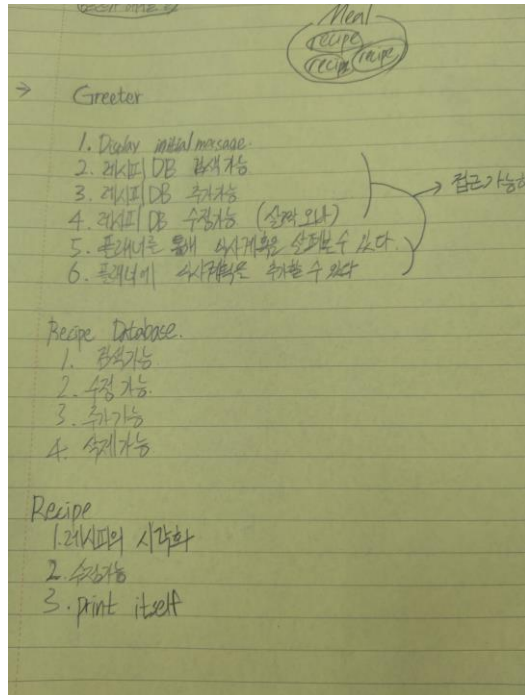 Meal
recipe
recipe recipe
→ Greeter
1. Display initial message.
2. 레시피 DB 검색가능
3. 레시피 DB 추가가능
→ 접근가능
4. 레시피 DB 수정가능
5. 플래너를 통해 식사계획을 살펴볼 수 있다.
6. 플래너에 식사계획을 추가할 수 있다
Recipe Database.
1. 검색가능
2. 수정 가능.
3. 추가가능
4. 삭제가능
Recipe
1. 레시피의 시각화
2. 수정가능
3. print itself